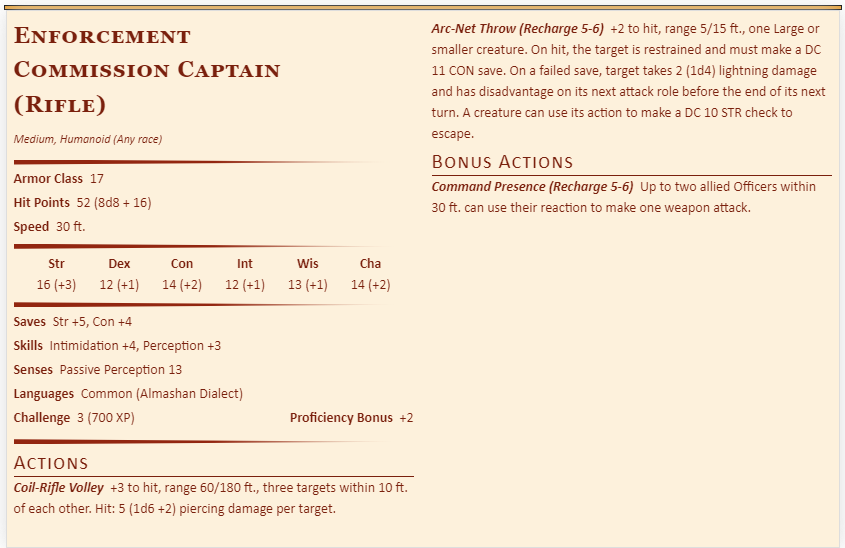 Enforcement
Commission Captain
(Rifle)
Medium, Humanoid (Any race)
Armor Class 17
Hit Points 52 (8d8 + 16)
Speed 30 ft.
Str Dex Con Int Wis Cha
16 (+3) 12 (+1) 14 (+2) 12 (+1) 13 (+1) 14 (+2)
Saves Str +5, Con +4
Skills Intimidation +4, Perception +3
Senses Passive Perception 13
Languages Common (Almashan Dialect)
Challenge 3 (700 XP) Proficiency Bonus +2
Actions
Coil-Rifle Volley +3 to hit, range 60/180 ft., three targets within 10 ft.
of each other. Hit: 5 (1d6 +2) piercing damage per target.
Arc-Net Throw (Recharge 5-6) +2 to hit, range 5/15 ft., one Large or
smaller creature. On hit, the target is restrained and must make a DC
11 CON save. On a failed save, target takes 2 (1d4) lightning damage
and has disadvantage on its next attack role before the end of its next
turn. A creature can use its action to make a DC 10 STR check to
escape.
Bonus Actions
Command Presence (Recharge 5-6) Up to two allied Officers within
30 ft. can use their reaction to make one weapon attack.